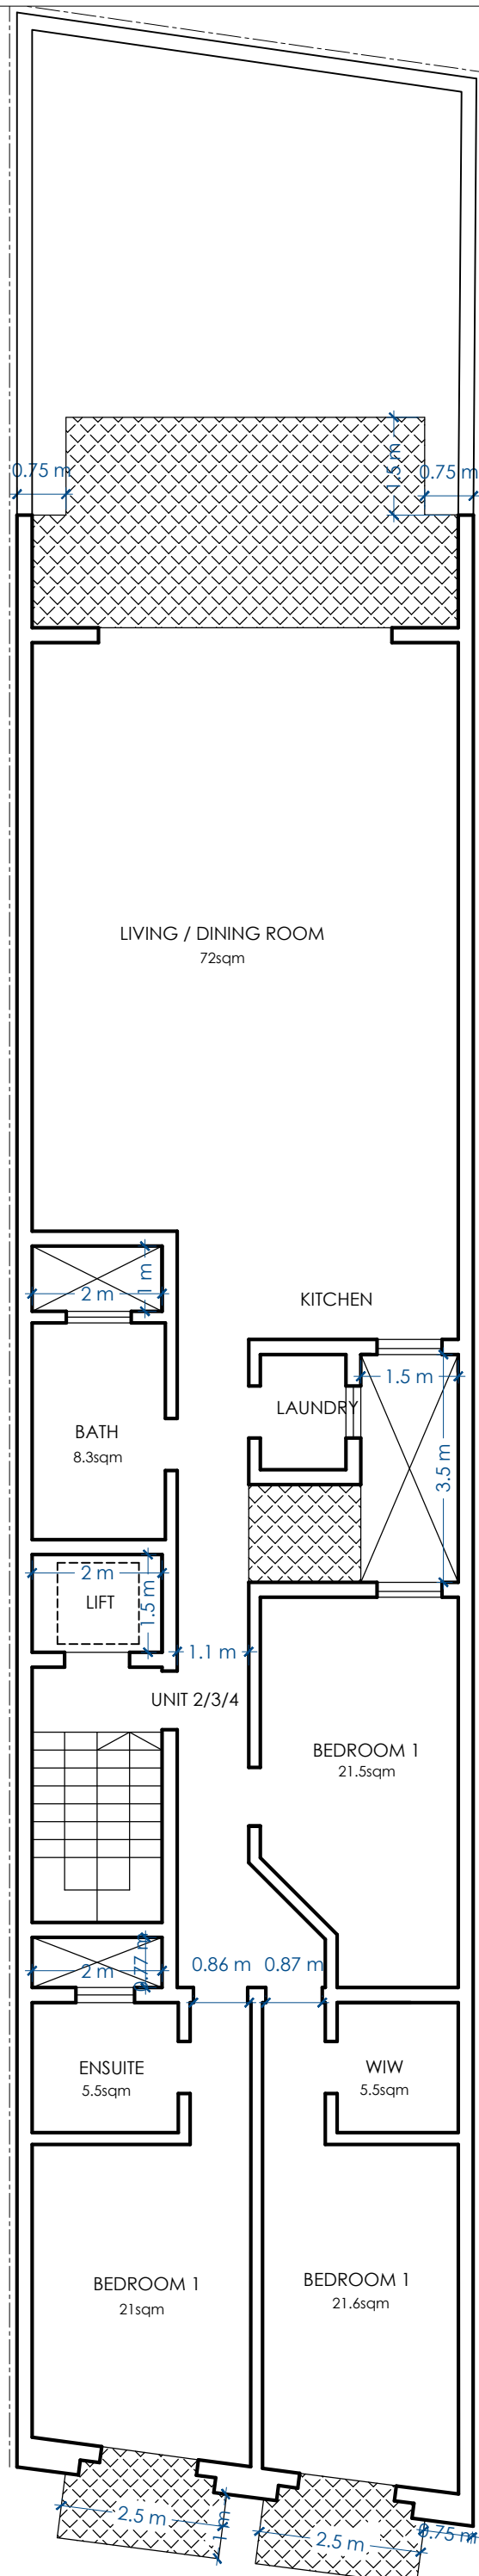 0.75 m
1.5 m
0.75 m
LIVING / DINING ROOM
72sqm
2 m
1 m
KITCHEN
1.5 m
LAUNDRY
BATH
8.3sqm
3.5 m
2 m
LIFT
1.5 m
1.1 m
UNIT 2/3/4
BEDROOM 1
21.5sqm
2 m
0.77 m
0.86 m
0.87 m
ENSUITE
5.5sqm
WIW
5.5sqm
BEDROOM 1
21sqm
BEDROOM 1
21.6sqm
2.5 m
1 m
2.5 m
0.75 m